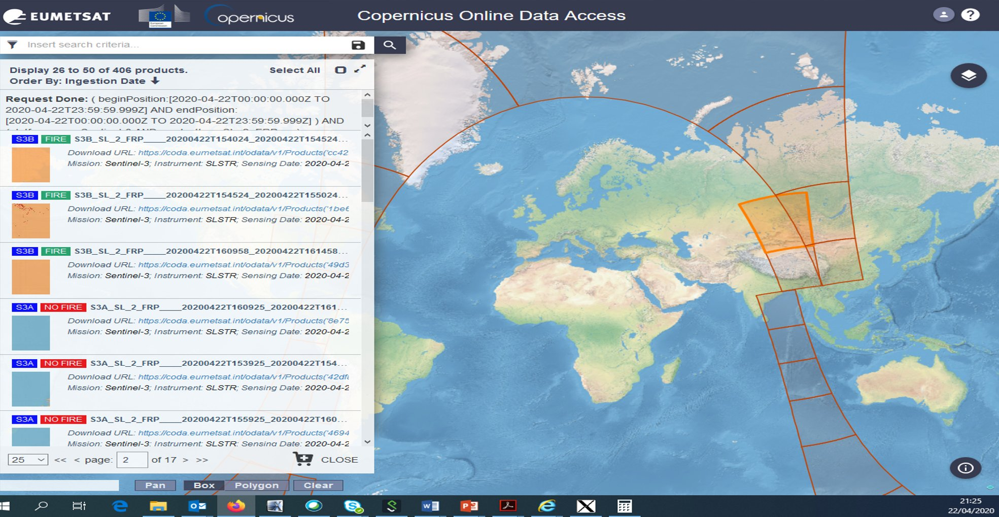 EUMETSAT
European
Commission
opernicus
Copernicus Online Data Access
?
Insert search criteria...
Display 26 to 50 of 406 products.
Select All
Order By: Ingestion Date
Request Done: ( beginPosition:[2020-04-22T00:00:00.000Z TO
2020-04-22T23:59:59.999Z] AND endPosition:
[2020-04-22T00:00:00.000Z TO 2020-04-22T23:59:59.999Z] ) AND
S3B FIRE S3B_SL_2_FRP____20200422T154024_20200422T154524...
Download URL: https://coda.eumetsat.int/odata/v1/Products('cc42
Mission: Sentinel-3; Instrument: SLSTR; Sensing Date: 2020-04-2
S3B FIRE S3B_SL_2_FRP____20200422T154524_20200422T155024...
Download URL: https://coda.eumetsat.int/odata/v1/Products('1be6
Mission: Sentinel-3; Instrument: SLSTR; Sensing Date: 2020-04-2
S3B FIRE S3B_SL_2_FRP____20200422T160958_20200422T161458...
Download URL: https://coda.eumetsat.int/odata/v1/Products('49d3
Mission: Sentinel-3; Instrument: SLSTR; Sensing Date: 2020-04-2
S3A NO FIRE S3A_SL_2_FRP____20200422T160925_20200422T161...
Download URL: https://coda.eumetsat.int/odata/v1/Products('8e75
Mission: Sentinel-3; Instrument: SLSTR; Sensing Date: 2020-04-2
S3A NO FIRE S3A_SL_2_FRP____20200422T153925_20200422T154...
Download URL: https://coda.eumetsat.int/odata/v1/Products('42dfa
Mission: Sentinel-3; Instrument: SLSTR; Sensing Date: 2020-04-2
S3A NO FIRE S3A_SL_2_FRP____20200422T155925_20200422T160...
Download URL: https://coda.eumetsat.int/odata/v1/Products('4694
Mission: Sentinel-3; Instrument: SLSTR; Sensing Date: 2020-04-2
25 << < page: 2 of 17 > >> CLOSE
Pan Box Polygon Clear
21:25
22/04/2020